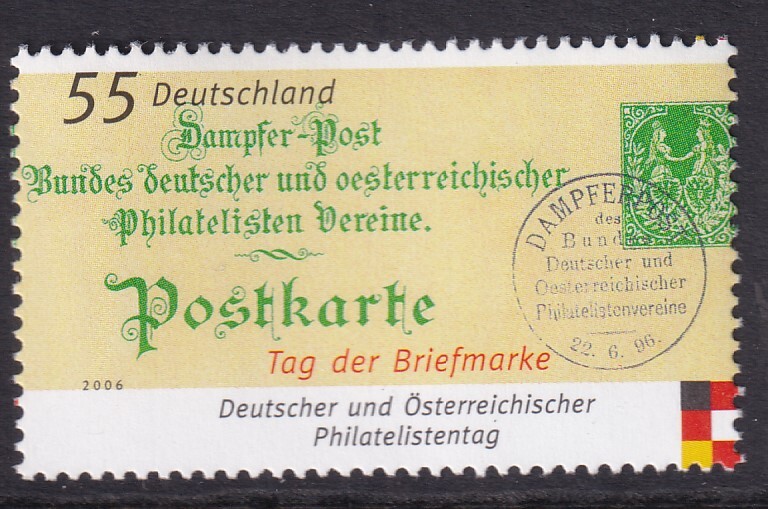 55 Deutschland
Dampfer-Post
Bundes deutscher und oesterreichischer
Philatelisten Vereine.
Postkarte
DAMPFERPOST
des
Bundes
Deutscher und
Oesterreichischer
Philatelistenvereine
22. 6. 96.
Tag der Briefmarke
2006
Deutscher und Österreichischer
Philatelistentag